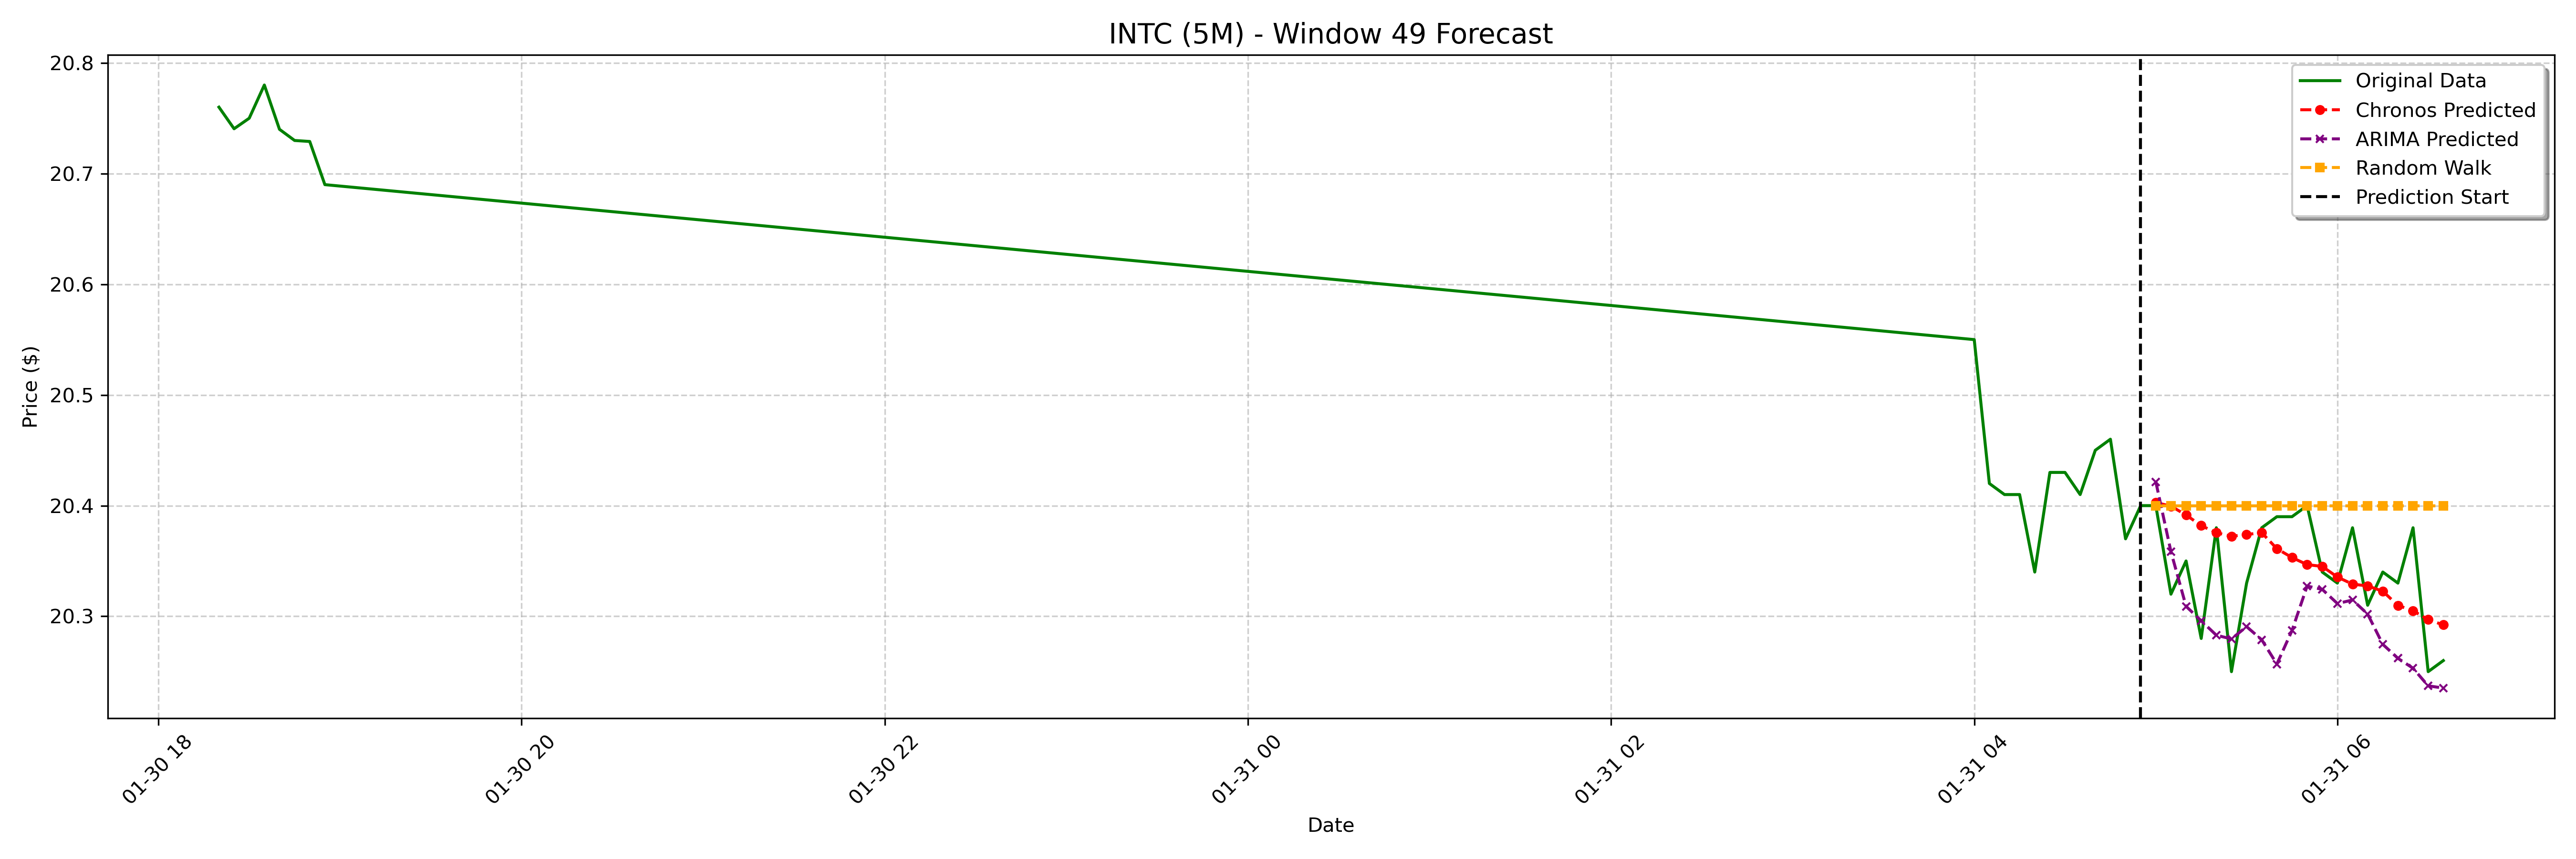 INTC (5M) - Window 49 Forecast
Original Data
Chronos Predicted
ARIMA Predicted
Random Walk
Prediction Start
Price ($)
20.8
20.7
20.6
20.5
20.4
20.3
01-30 18
01-30 20
01-30 22
01-31 00
01-31 02
01-31 04
01-31 06
Date